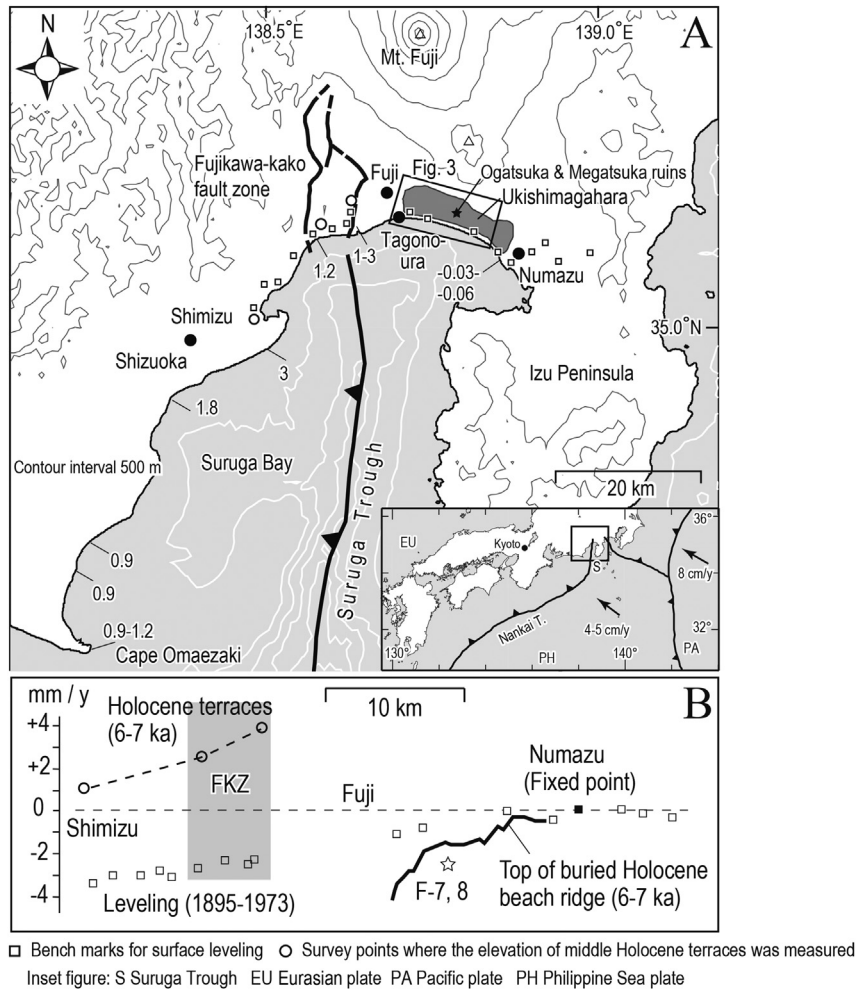 N
138.5°E
139.0°E
A
Mt. Fuji
Fujikawa-kako
fault zone
Fuji
Fig. 3
Ogatsuka & Megatsuka ruins
Ukishimagahara
Tagono-
ura
1-3
1.2
-0.03-
-0.06
Numazu
Shimizu
35.0°N
Shizuoka
3
Izu Peninsula
1.8
Contour interval 500 m
Suruga Bay
Suruga Trough
20 km
0.9
0.9
0.9-1.2
Cape Omaezaki
36°
EU
Kyoto
S
8 cm/y
Nankai T.
4-5 cm/y
32°
130°
PH
140°
PA
mm / y
10 km
B
+4
Holocene terraces
(6-7 ka)
+2
FKZ
Numazu
(Fixed point)
Fuji
0
Shimizu
-2
Top of buried Holocene
beach ridge (6-7 ka)
F-7, 8
-4
Leveling (1895-1973)
Bench marks for surface leveling Survey points where the elevation of middle Holocene terraces was measured
Inset figure: S Suruga Trough EU Eurasian plate PA Pacific plate PH Philippine Sea plate